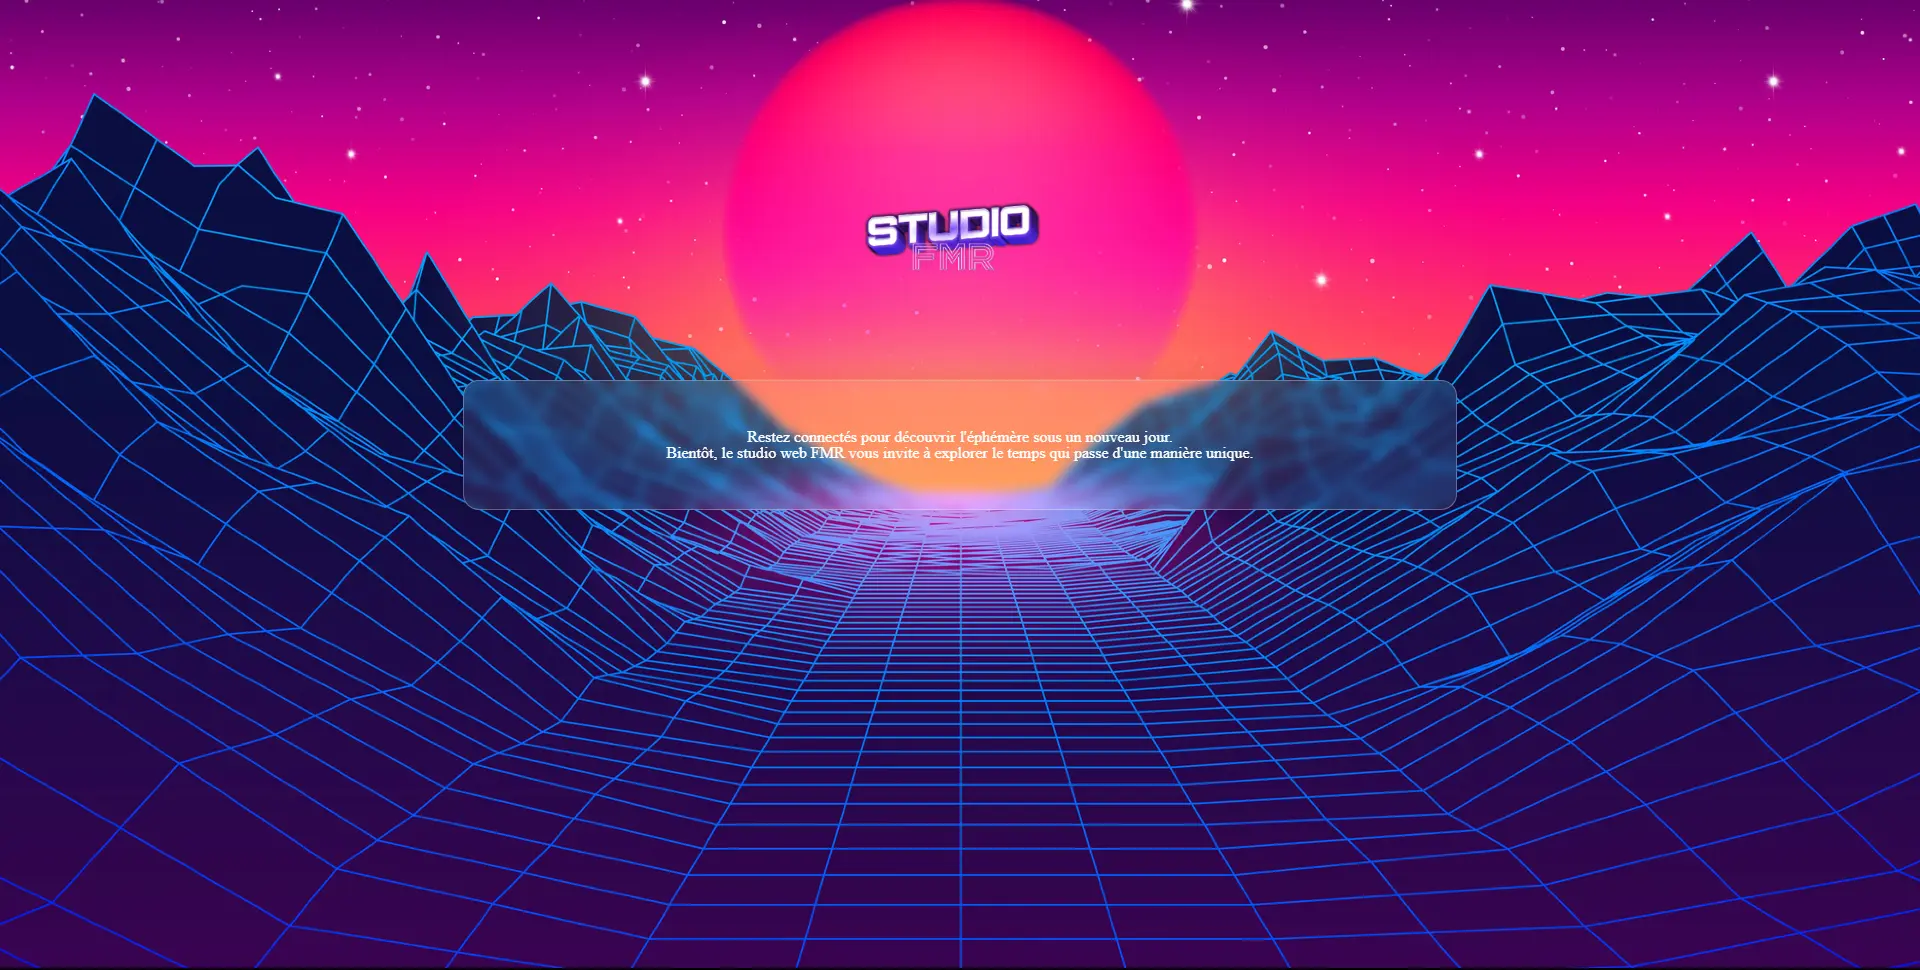 STUDIO
FMR
Restez connectés pour découvrir l'éphémère sous un nouveau jour.
Bientôt, le studio web FMR vous invite à explorer le temps qui passe d'une manière unique.